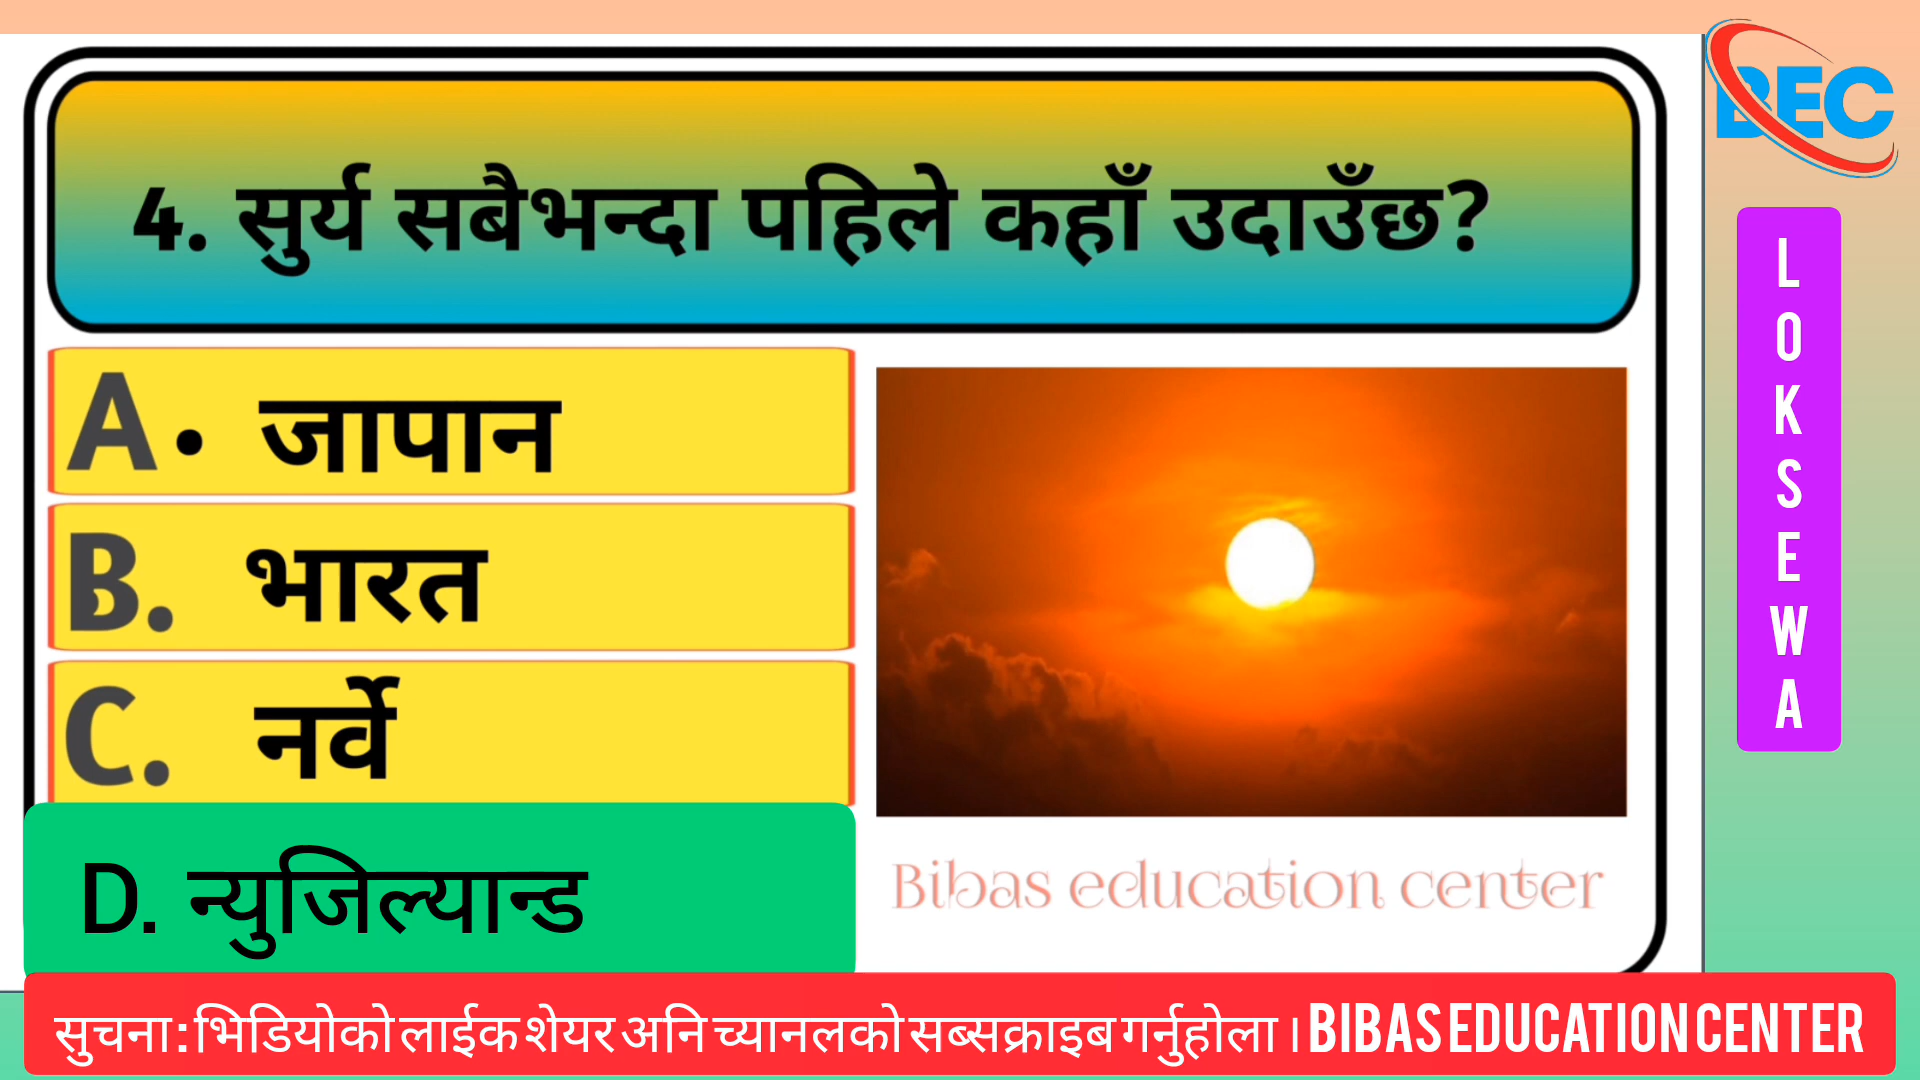 BEC
4. सुर्य सबैभन्दा पहिले कहाँ उदाउँछ?
A. जापान
B. भारत
C. नर्वे
D. न्युजिल्यान्ड
Bibas education center
LOKSEWA
सुचना: भिडियोको लाईक शेयर अनि च्यानलको सब्सक्राइब गर्नुहोला । BIBAS EDUCATION CENTER